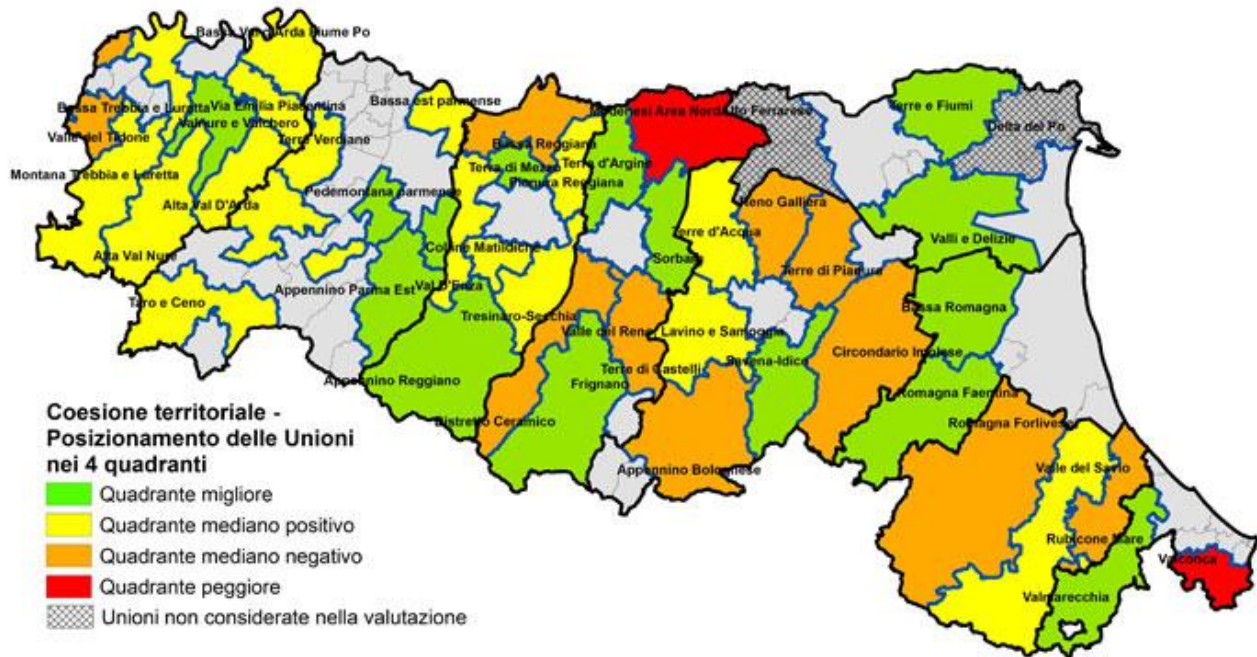 Bassa Val d'Arda Fiume Po
Bassa Trebbia e Luretta
Via Emilia Piacentina
Valnure e Valchero
Valle del Tidone
Terre Verdiane
Bassa est parmense
Montana Trebbia e Luretta
Alta Val D'Arda
Alta Val Nure
Pedemontana parmense
Taro e Ceno
Appennino Parma Est
Bassa Reggiana
Terra di Mezzo
Pianura Reggiana
Colline Matildiche
Val D'Enza
Tresinaro-Secchia
Appennino Reggiano
Modenesi Area Nord
Alto Ferrarese
Terre d'Argine
Sorbara
Distretto Ceramico
Frignano
Terre di Castelli
Valle del Reno, Lavino e Samoggia
Terre d'Acqua
Reno Galliera
Terre di Pianura
Savena-Idice
Appennino Bolognese
Circondario Imolese
Terre e Fiumi
Delta del Po
Valli e Delizie
Bassa Romagna
Romagna Faentina
Romagna Forlivese
Valle del Savio
Rubicone Mare
Valmarecchia
Valconca
Coesione territoriale -
Posizionamento delle Unioni
nei 4 quadranti
Quadrante migliore
Quadrante mediano positivo
Quadrante mediano negativo
Quadrante peggiore
Unioni non considerate nella valutazione